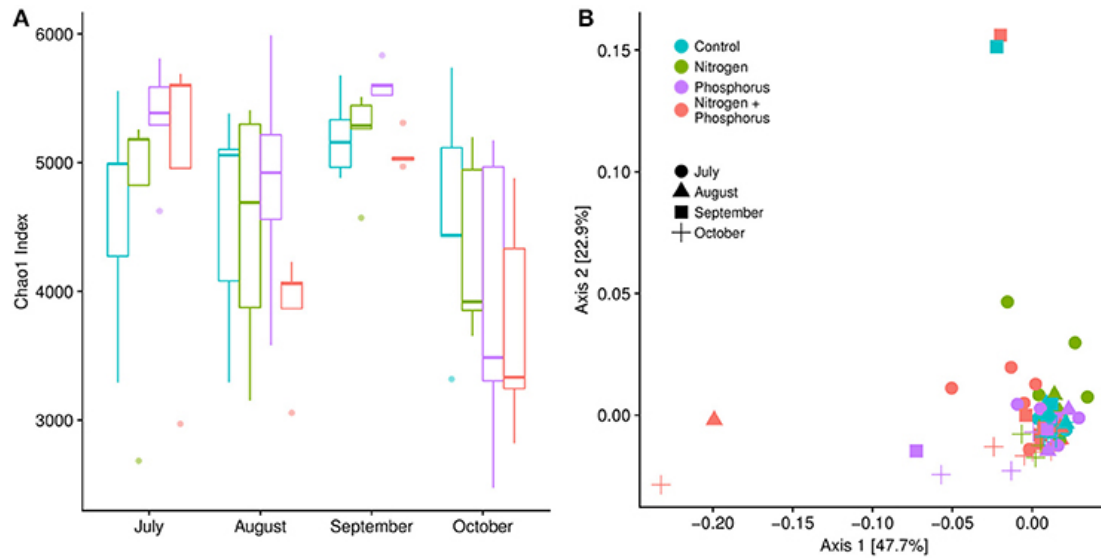 A
Chao1 Index
6000
5000
4000
3000
July
August
September
October
B
Axis 2 [22.9%]
0.15
0.10
0.05
0.00
Control
Nitrogen
Phosphorus
Nitrogen +
Phosphorus
July
August
September
October
−0.20
−0.15
−0.10
−0.05
0.00
Axis 1 [47.7%]